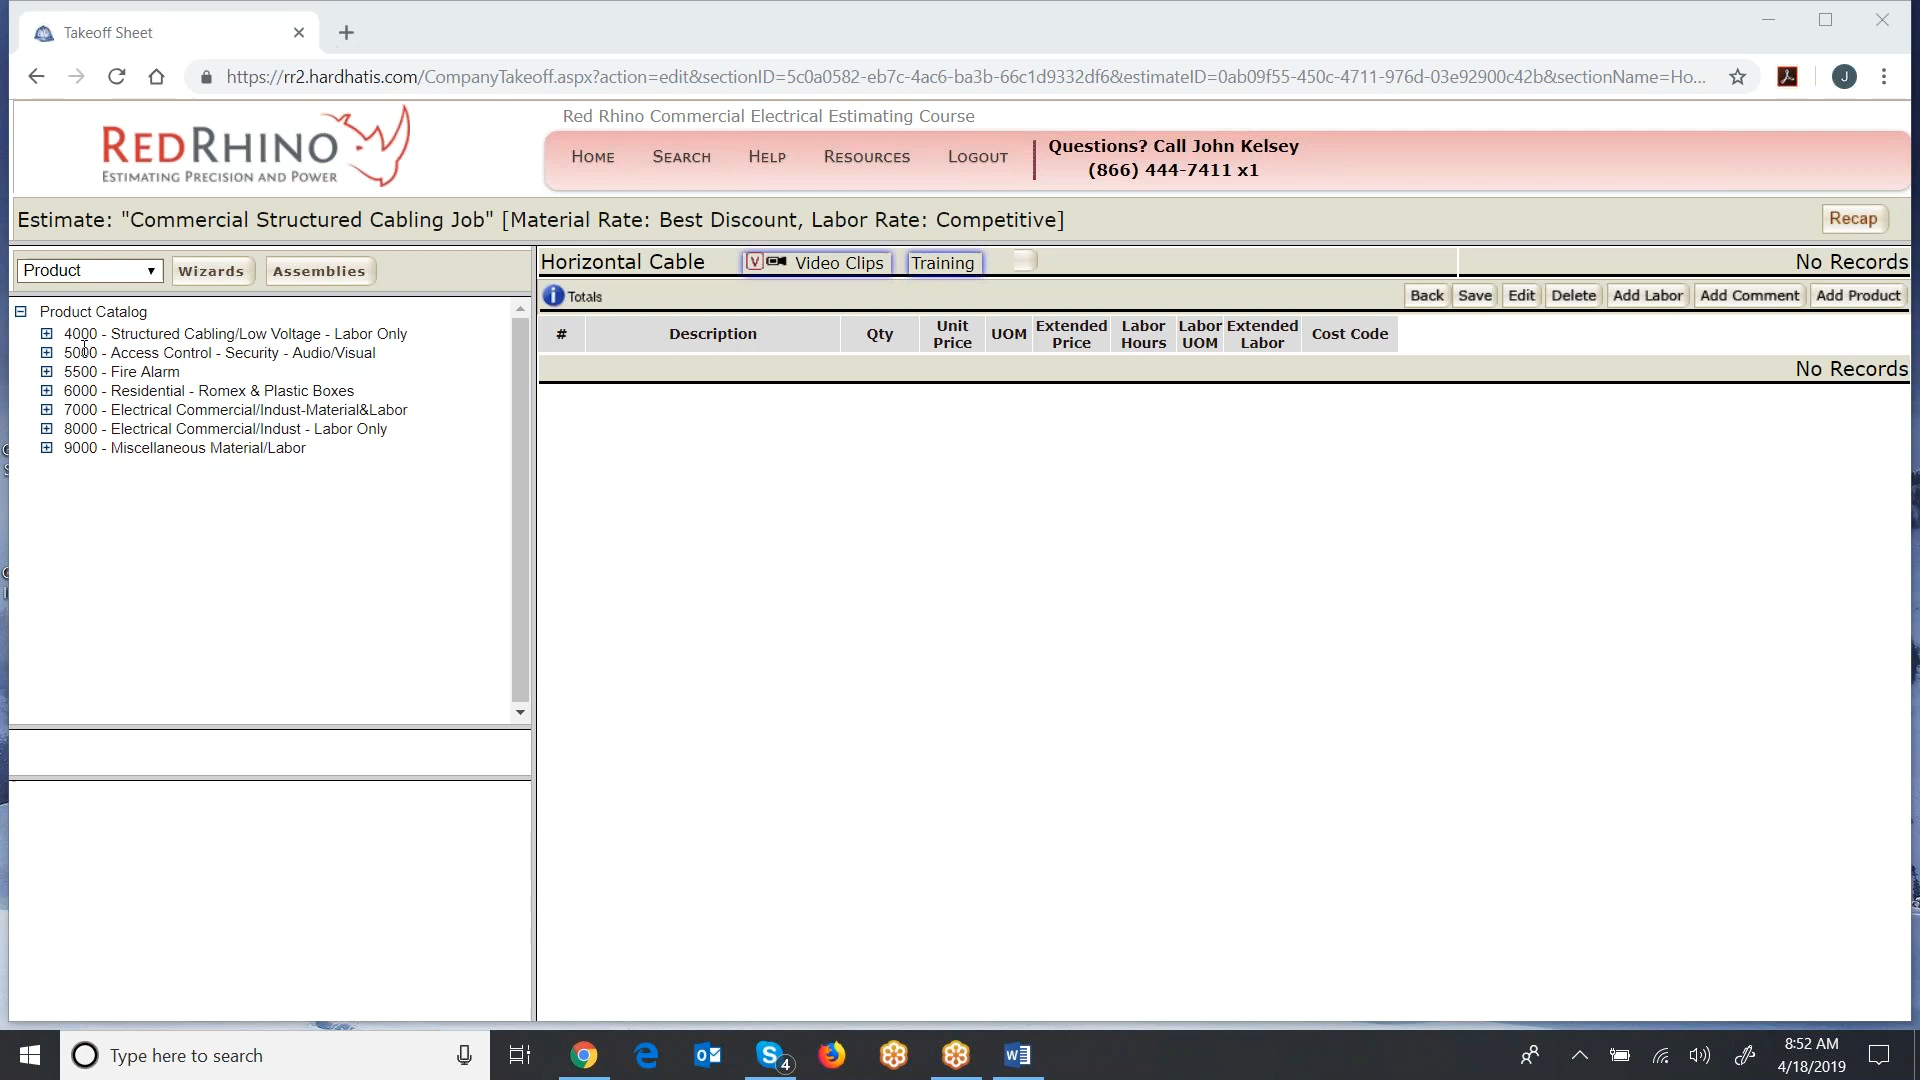 Takeoff Sheet
https://rr2.hardhatis.com/CompanyTakeoff.aspx?action=edit&sectionID=5c0a0582-eb7c-4ac6-ba3b-66c1d9332df6&estimateID=0ab09f55-450c-4711-976d-03e92900c42b&sectionName=Ho...
J
REDRHINO
ESTIMATING PRECISION AND POWER
Red Rhino Commercial Electrical Estimating Course
HOME SEARCH HELP RESOURCES LOGOUT
Questions? Call John Kelsey
(866) 444-7411 x1
Estimate: "Commercial Structured Cabling Job" [Material Rate: Best Discount, Labor Rate: Competitive]
Recap
Product Wizards Assemblies
Product Catalog
4000 - Structured Cabling/Low Voltage - Labor Only
5000 - Access Control - Security - Audio/Visual
5500 - Fire Alarm
6000 - Residential - Romex & Plastic Boxes
7000 - Electrical Commercial/Indust-Material&Labor
8000 - Electrical Commercial/Indust - Labor Only
9000 - Miscellaneous Material/Labor
Horizontal Cable V Video Clips Training No Records
i Totals Back Save Edit Delete Add Labor Add Comment Add Product
# Description Qty Unit Price UOM Extended Price Labor Hours Labor UOM Extended Labor Cost Code
No Records
Type here to search
4
8:52 AM
4/18/2019